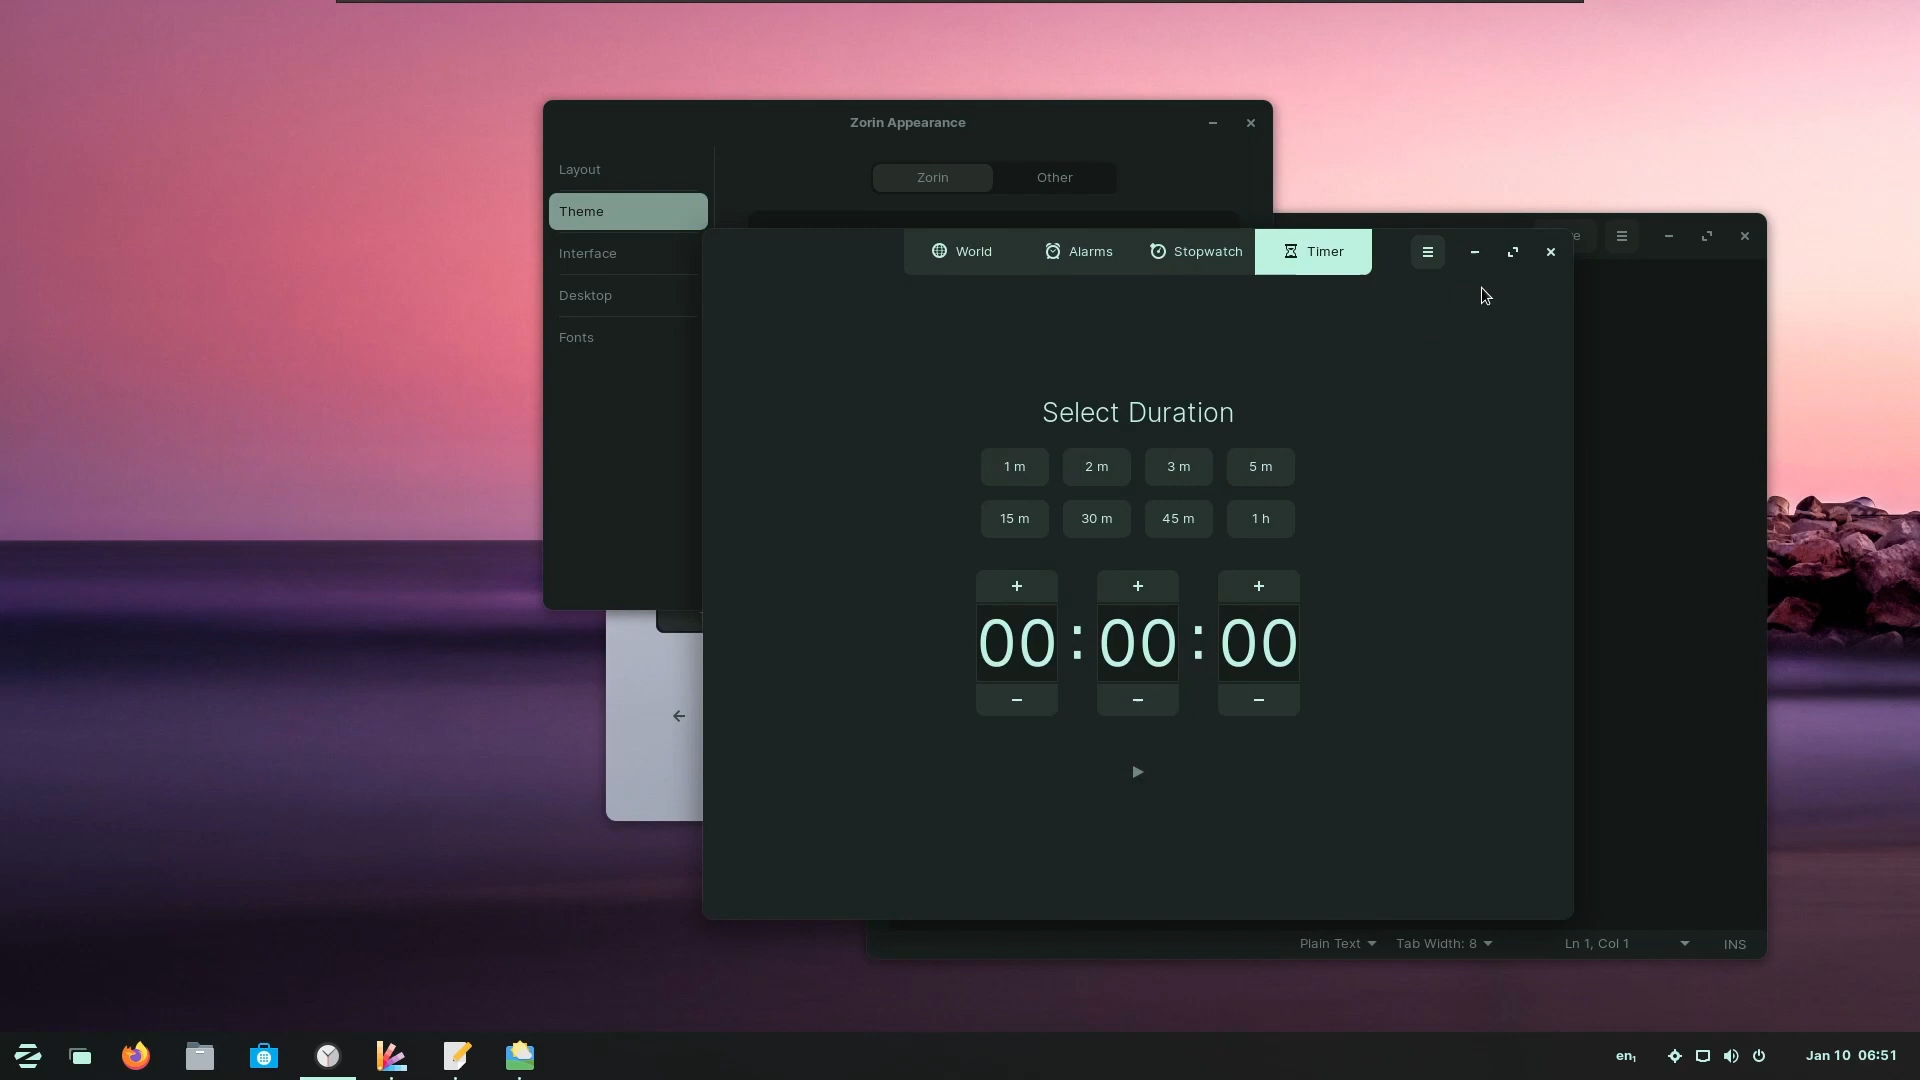 Zorin Appearance
Layout
Theme
Interface
Desktop
Fonts
Zorin
Other
World
Alarms
Stopwatch
Timer
Select Duration
1 m
2 m
3 m
5 m
15 m
30 m
45 m
1 h
+
+
+
00:00:00
−
−
−
Plain Text
Tab Width: 8
Ln 1, Col 1
INS
en₁
Jan 10 06:51